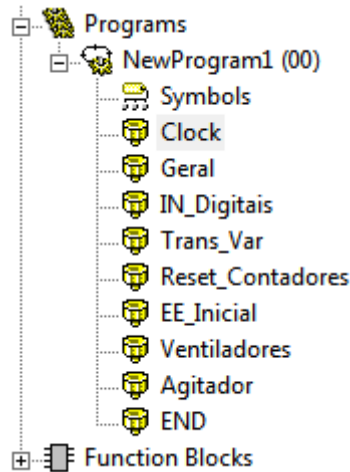 Programs
NewProgram1 (00)
Symbols
Clock
Geral
IN_Digitais
Trans_Var
Reset_Contadores
EE_Inicial
Ventiladores
Agitador
END
Function Blocks